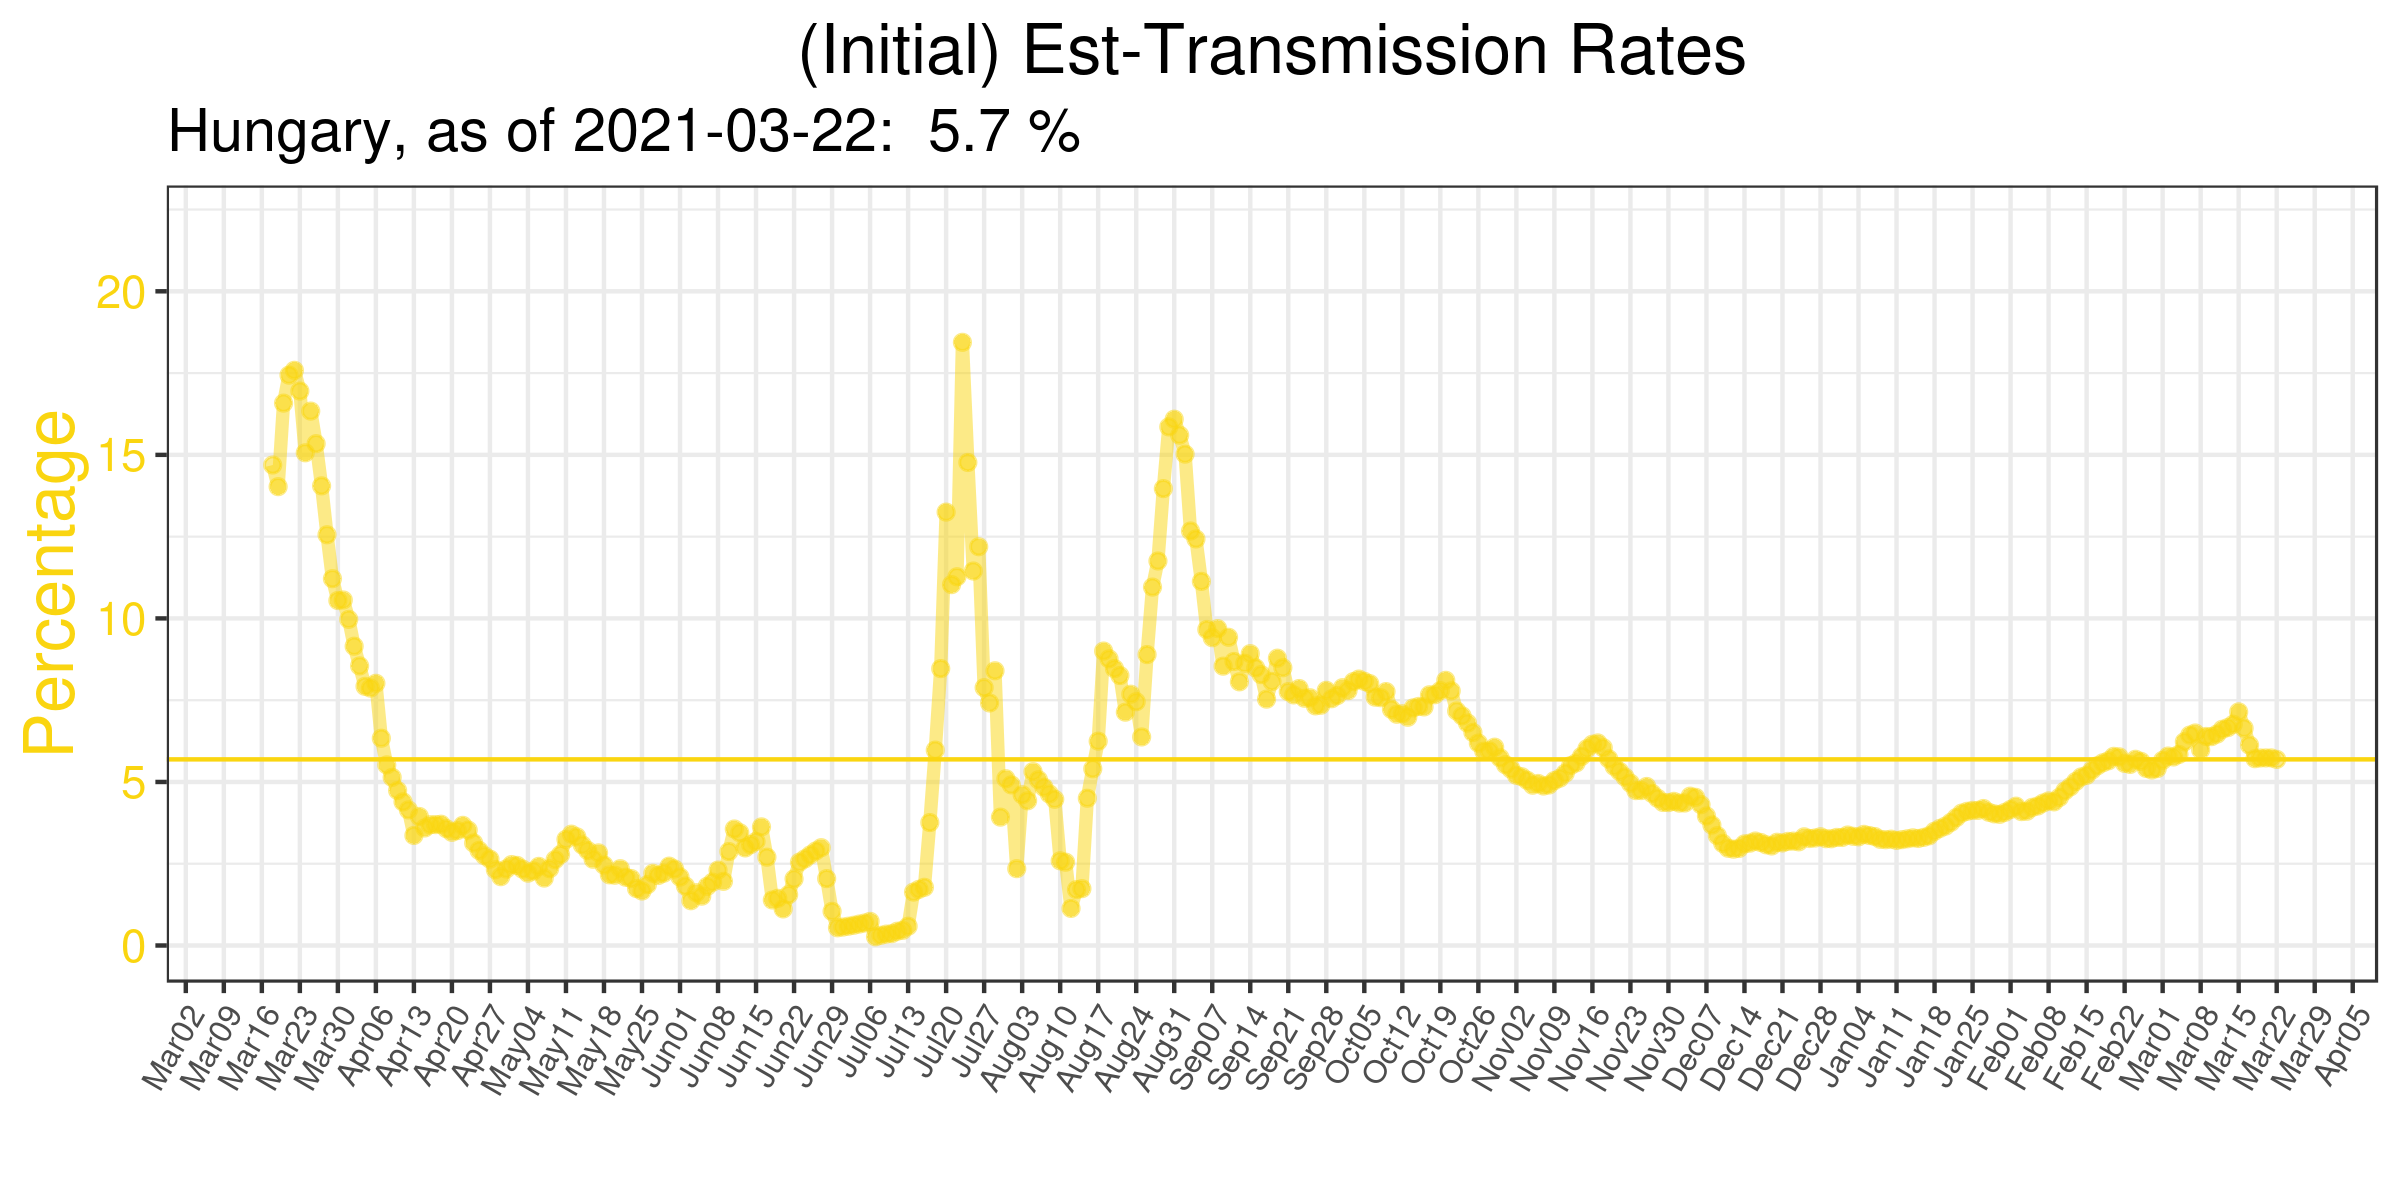 (Initial) Est-Transmission Rates
Hungary, as of 2021-03-22:  5.7 %
Percentage
20
15
10
5
0
Mar02
Mar09
Mar16
Mar23
Mar30
Apr06
Apr13
Apr20
Apr27
May04
May11
May18
May25
Jun01
Jun08
Jun15
Jun22
Jun29
Jul06
Jul13
Jul20
Jul27
Aug03
Aug10
Aug17
Aug24
Aug31
Sep07
Sep14
Sep21
Sep28
Oct05
Oct12
Oct19
Oct26
Nov02
Nov09
Nov16
Nov23
Nov30
Dec07
Dec14
Dec21
Dec28
Jan04
Jan11
Jan18
Jan25
Feb01
Feb08
Feb15
Feb22
Mar01
Mar08
Mar15
Mar22
Mar29
Apr05